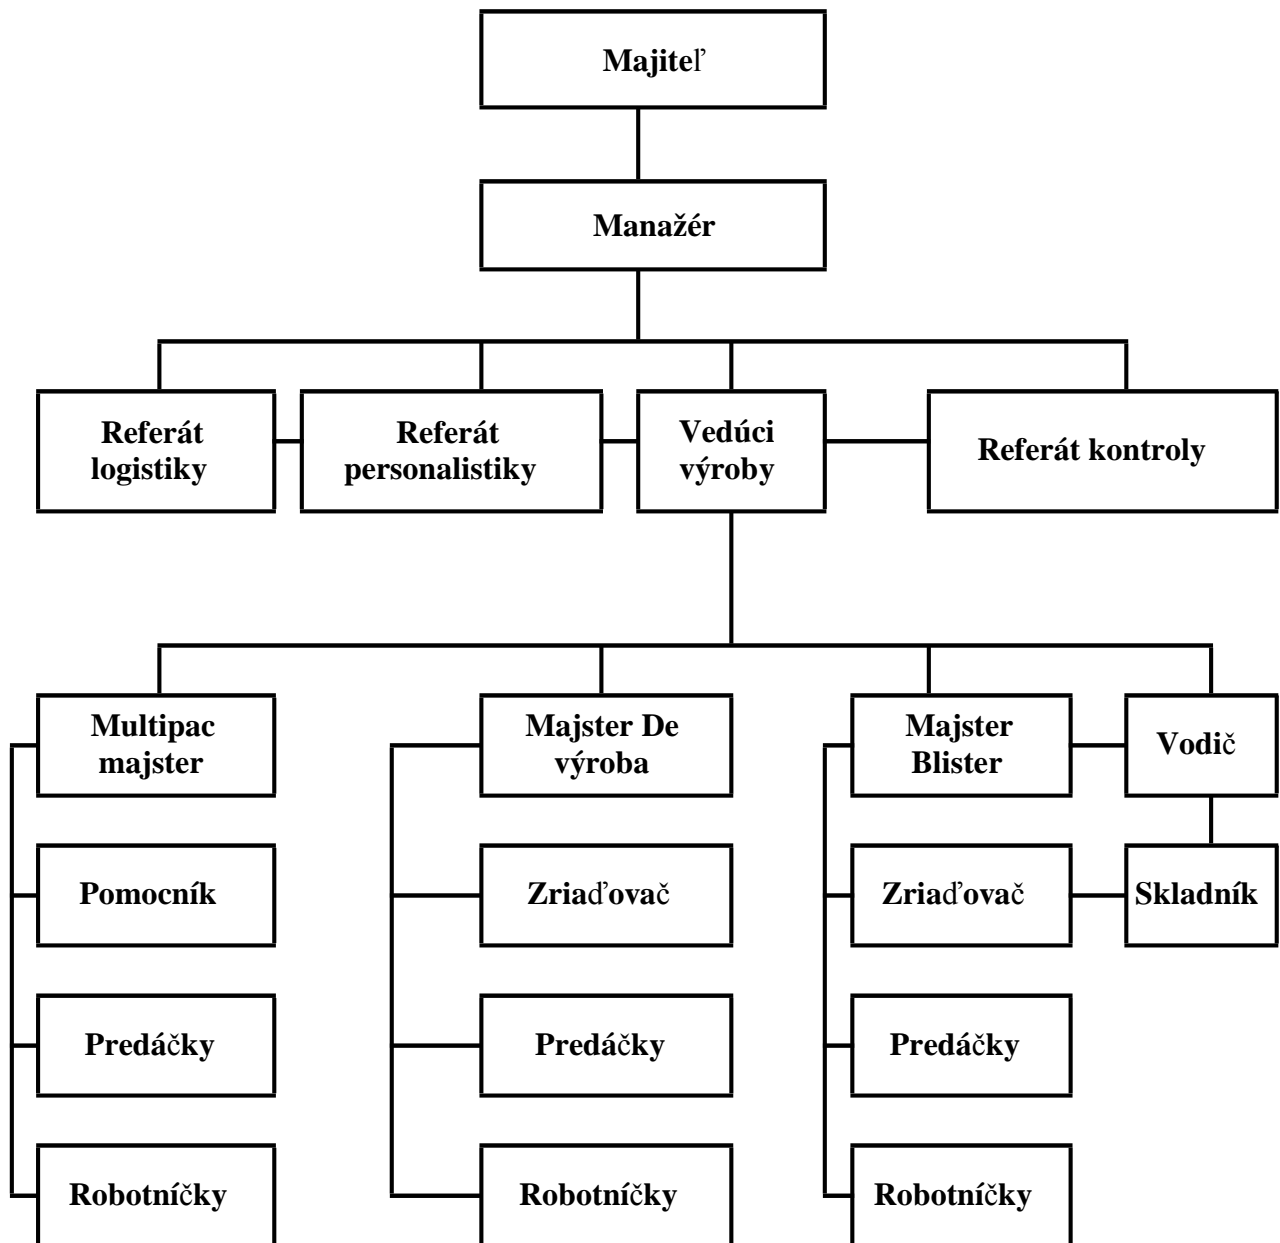 Majiteľ
Manažér
Referát
logistiky
Referát
personalistiky
Vedúci
výroby
Referát kontroly
Multipac
majster
Majster De
výroba
Majster
Blister
Vodič
Pomocník
Zriaďovač
Zriaďovač
Skladník
Predáčky
Predáčky
Predáčky
Robotníčky
Robotníčky
Robotníčky